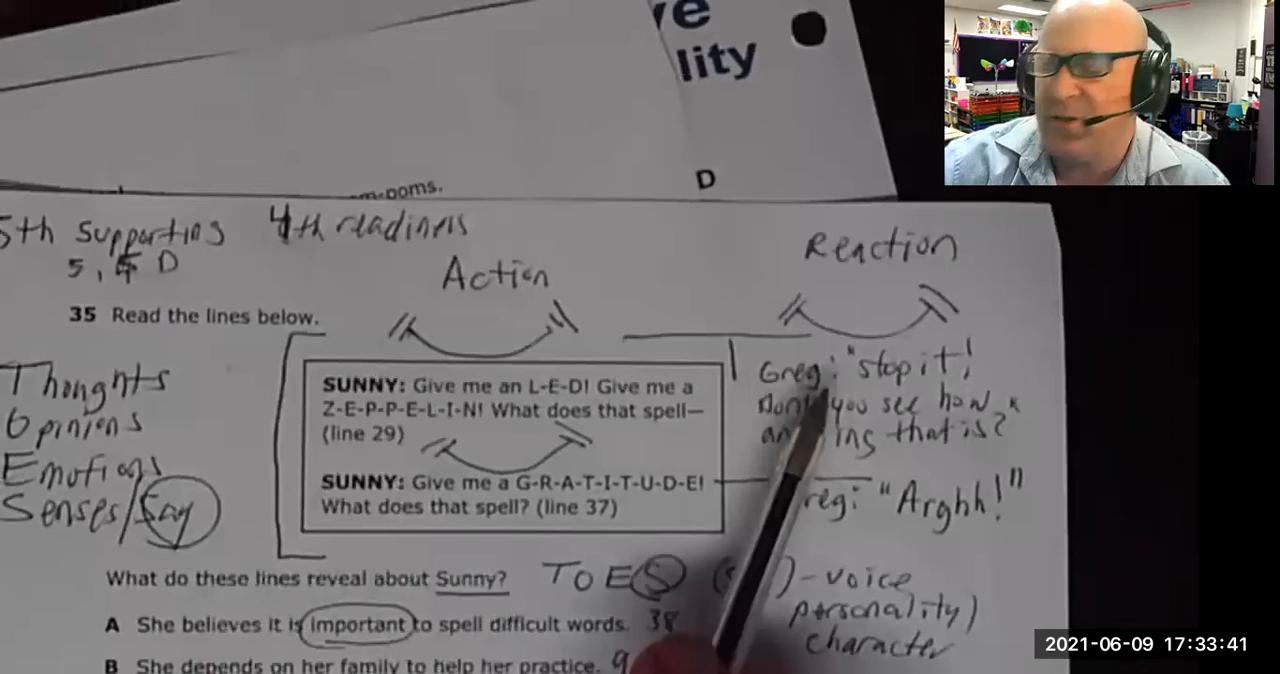 ve
lity
D
m-poms.
5th Supporting 4th readiness
5, D
Action
Reaction
35 Read the lines below.
Thoughts
Opinions
Emotions
Senses/Say
SUNNY: Give me an L-E-D! Give me a
Z-E-P-P-E-L-I-N! What does that spell—
(line 29)
SUNNY: Give me a G-R-A-T-I-T-U-D-E!
What does that spell? (line 37)
Greg: "stop it!
Don't you see how
an ing that is?
reg: "Arghh!"
What do these lines reveal about Sunny? TOES
- voice
personality/
character
A She believes it is important to spell difficult words. 38
B She depends on her family to help her practice. 9
2021-06-09 17:33:41